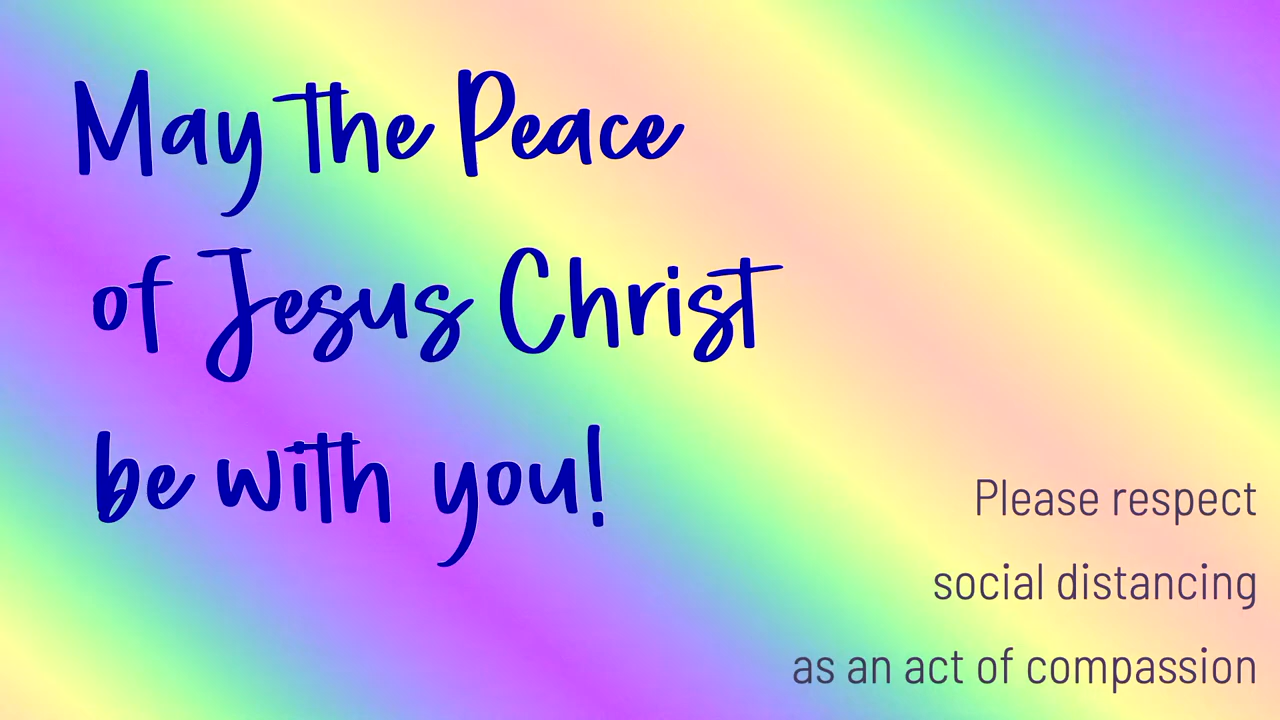 May the Peace
of Jesus Christ
be with you!
Please respect
social distancing
as an act of compassion